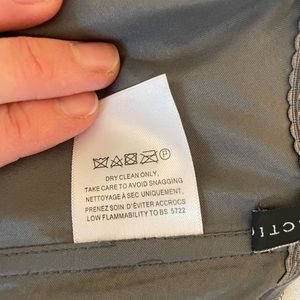 P
DRY CLEAN ONLY.
TAKE CARE TO AVOID SNAGGING
NETTOYAGE À SEC UNIQUEMENT.
PRENEZ SOIN D'ÉVITER ACCROCS
LOW FLAMMABILITY TO BS 5722
CTI